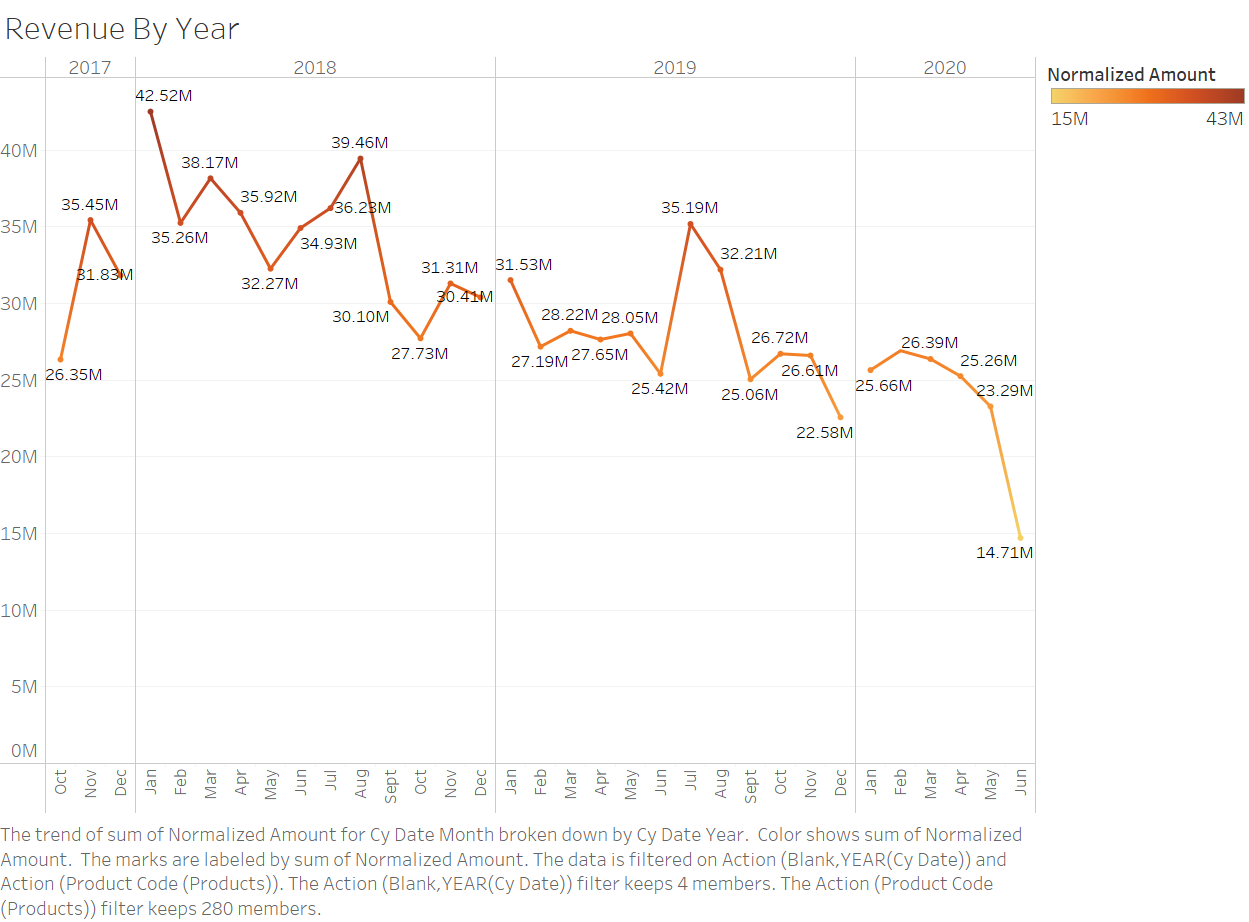 Revenue By Year
2017 2018 2019 2020
Normalized Amount
15M 43M
40M
35M
30M
25M
20M
15M
10M
5M
0M
26.35M
35.45M
31.83M
42.52M
35.26M
38.17M
35.92M
32.27M
34.93M
36.23M
39.46M
30.10M
27.73M
31.31M
30.41M
31.53M
27.19M
28.22M
27.65M
28.05M
25.42M
35.19M
32.21M
25.06M
26.72M
26.61M
22.58M
25.66M
26.39M
25.26M
23.29M
14.71M
Oct Nov Dec Jan Feb Mar Apr May Jun Jul Aug Sept Oct Nov Dec Jan Feb Mar Apr May Jun Jul Aug Sept Oct Nov Dec Jan Feb Mar Apr May Jun
The trend of sum of Normalized Amount for Cy Date Month broken down by Cy Date Year.  Color shows sum of Normalized
Amount.  The marks are labeled by sum of Normalized Amount. The data is filtered on Action (Blank,YEAR(Cy Date)) and
Action (Product Code (Products)). The Action (Blank,YEAR(Cy Date)) filter keeps 4 members. The Action (Product Code
(Products)) filter keeps 280 members.